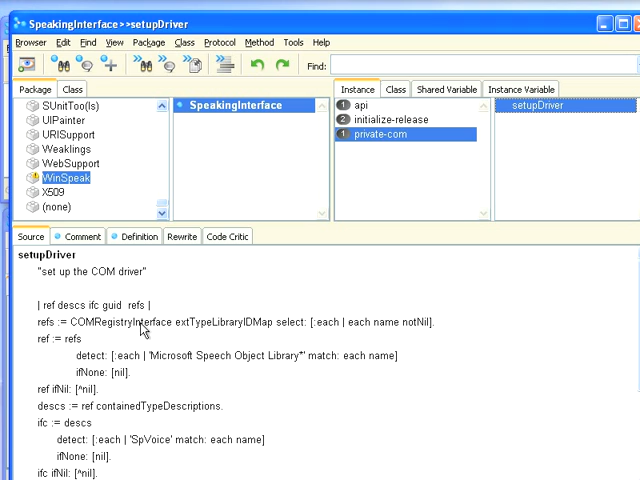 SpeakingInterface>>setupDriver
Browser Edit Find View Package Class Protocol Method Tools Help
Find:
Package Class
Instance Class Shared Variable Instance Variable
SUnitToo(ls)
UIPainter
URISupport
Weaklings
WebSupport
WinSpeak
X509
(none)
SpeakingInterface
1 api
2 initialize-release
1 private-com
setupDriver
Source Comment Definition Rewrite Code Critic
setupDriver
"set up the COM driver"
| ref descs ifc guid refs |
refs := COMRegistryInterface extTypeLibraryIDMap select: [:each | each name notNil].
ref := refs
detect: [:each | 'Microsoft Speech Object Library*' match: each name]
ifNone: [nil].
ref ifNil: [^nil].
descs := ref containedTypeDescriptions.
ifc := descs
detect: [:each | 'SpVoice' match: each name]
ifNone: [nil].
ifc ifNil: [^nil].